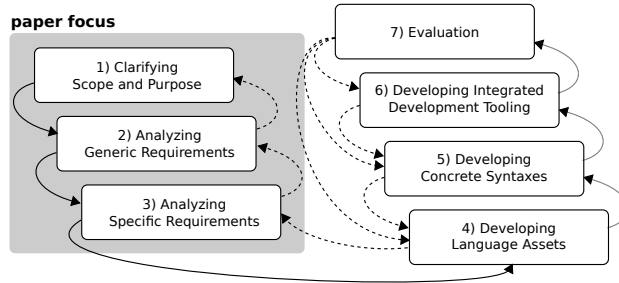 paper focus
1) Clarifying
Scope and Purpose
2) Analyzing
Generic Requirements
3) Analyzing
Specific Requirements
7) Evaluation
6) Developing Integrated
Development Tooling
5) Developing
Concrete Syntaxes
4) Developing
Language Assets